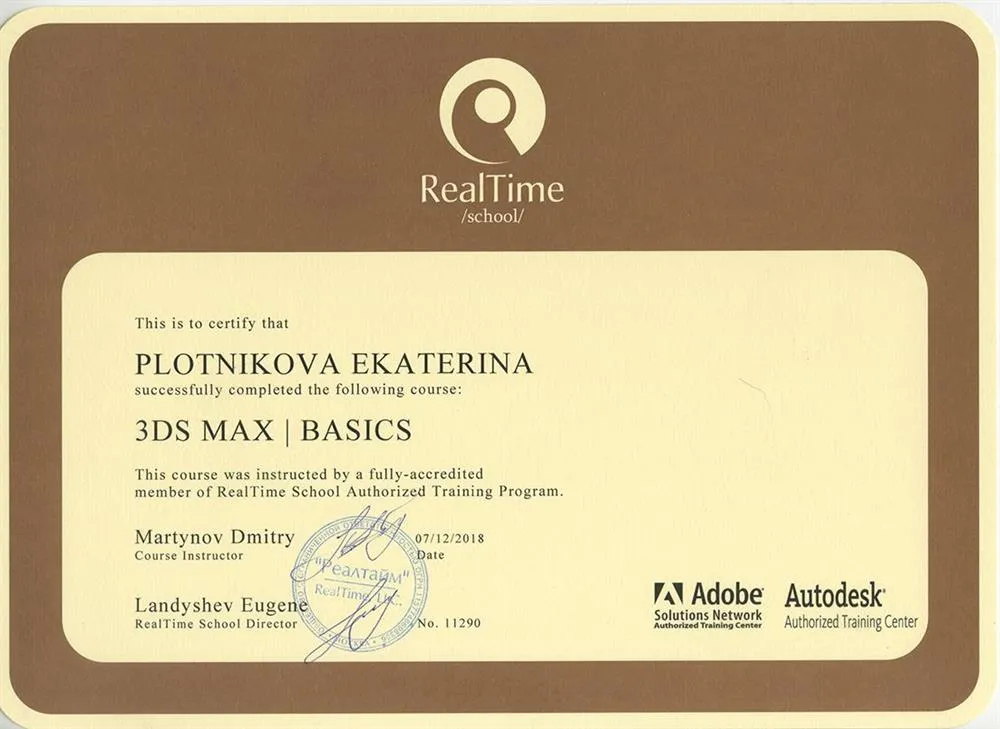 RealTime
/school/
This is to certify that
PLOTNIKOVA EKATERINA
successfully completed the following course:
3DS MAX | BASICS
This course was instructed by a fully-accredited
member of RealTime School Authorized Training Program.
Martynov Dmitry
Course Instructor
07/12/2018
Date
"Реалтайм"
RealTime, LLC.
МОСКВА
Landyshev Eugene
RealTime School Director
No. 11290
Adobe
Solutions Network
Authorized Training Center
Autodesk®
Authorized Training Center